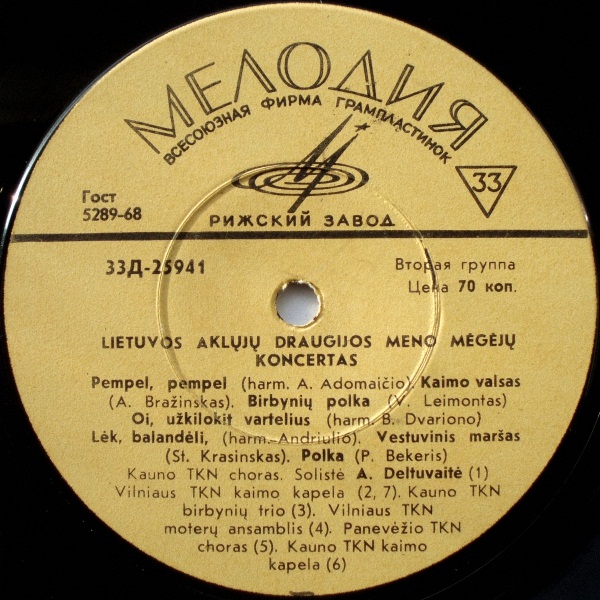 МЕЛОДИЯ
ВСЕСОЮЗНАЯ ФИРМА ГРАМПЛАСТИНОК
33
Гост
5289-68
РИЖСКИЙ ЗАВОД
33Д-25941
Вторая группа
Цена 70 коп.
LIETUVOS AKLŲJŲ DRAUGIJOS MENO MĖGĖJŲ
KONCERTAS
Pempel, pempel (harm. A. Adomaičio). Kaimo valsas
(A. Bražinskas). Birbynių polka (V. Leimontas)
Oi, užkilokit vartelius (harm. B. Dvariono)
Lėk, balandėli, (harm. Andriulio). Vestuvinis maršas
(St. Krasinskas). Polka (P. Bekeris)
Kauno TKN choras. Solistė A. Deltuvaitė (1)
Vilniaus TKN kaimo kapela (2, 7). Kauno TKN
birbynių trio (3). Vilniaus TKN
moterų ansamblis (4). Panevėžio TKN
choras (5). Kauno TKN kaimo
kapela (6)